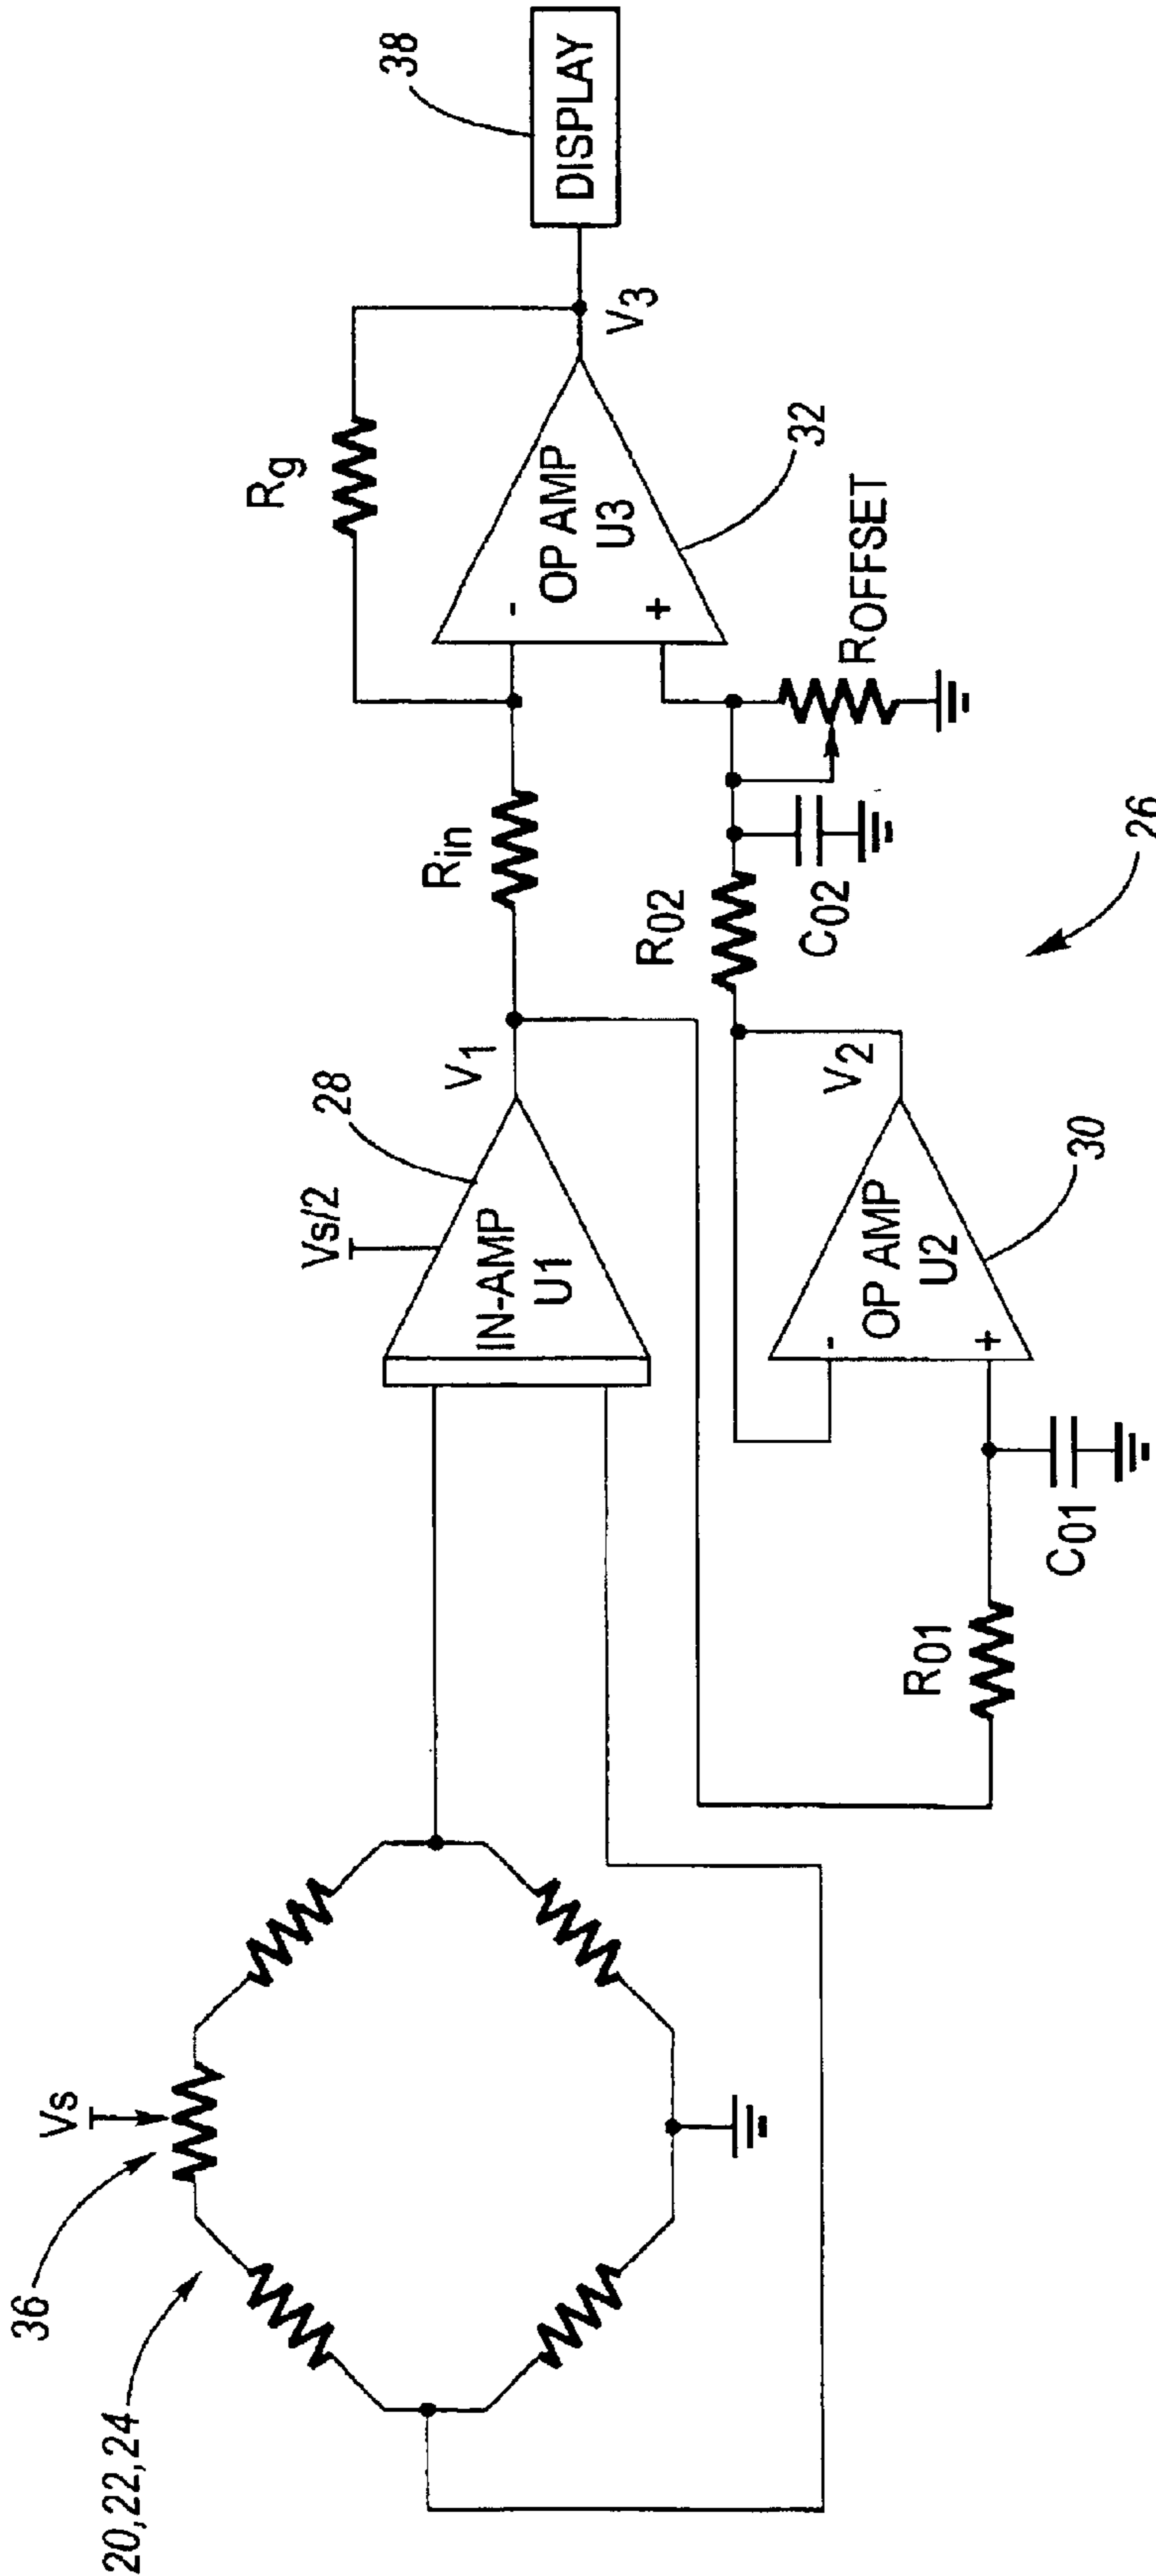 36
20,22,24
Vs
Vs/2
28
IN-AMP
U1
V1
Rin
Rg
OP AMP
U3
-
+
32
V3
38
DISPLAY
R01
C01
OP AMP
U2
-
+
30
V2
R02
C02
ROFFSET
26